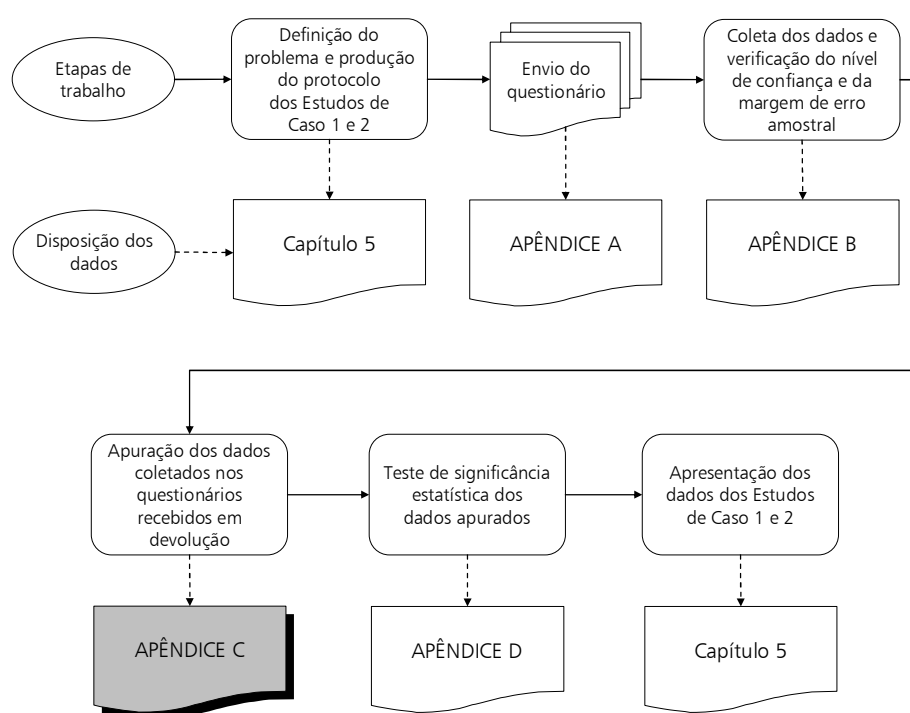 Etapas de
trabalho
Definição do
problema e produção
do protocolo
dos Estudos de
Caso 1 e 2
Envio do
questionário
Coleta dos dados e
verificação do nível
de confiança e da
margem de erro
amostral
Disposição dos
dados
Capítulo 5
APÊNDICE A
APÊNDICE B
Apuração dos dados
coletados nos
questionários
recebidos em
devolução
Teste de significância
estatística dos
dados apurados
Apresentação dos
dados dos Estudos
de Caso 1 e 2
APÊNDICE C
APÊNDICE D
Capítulo 5